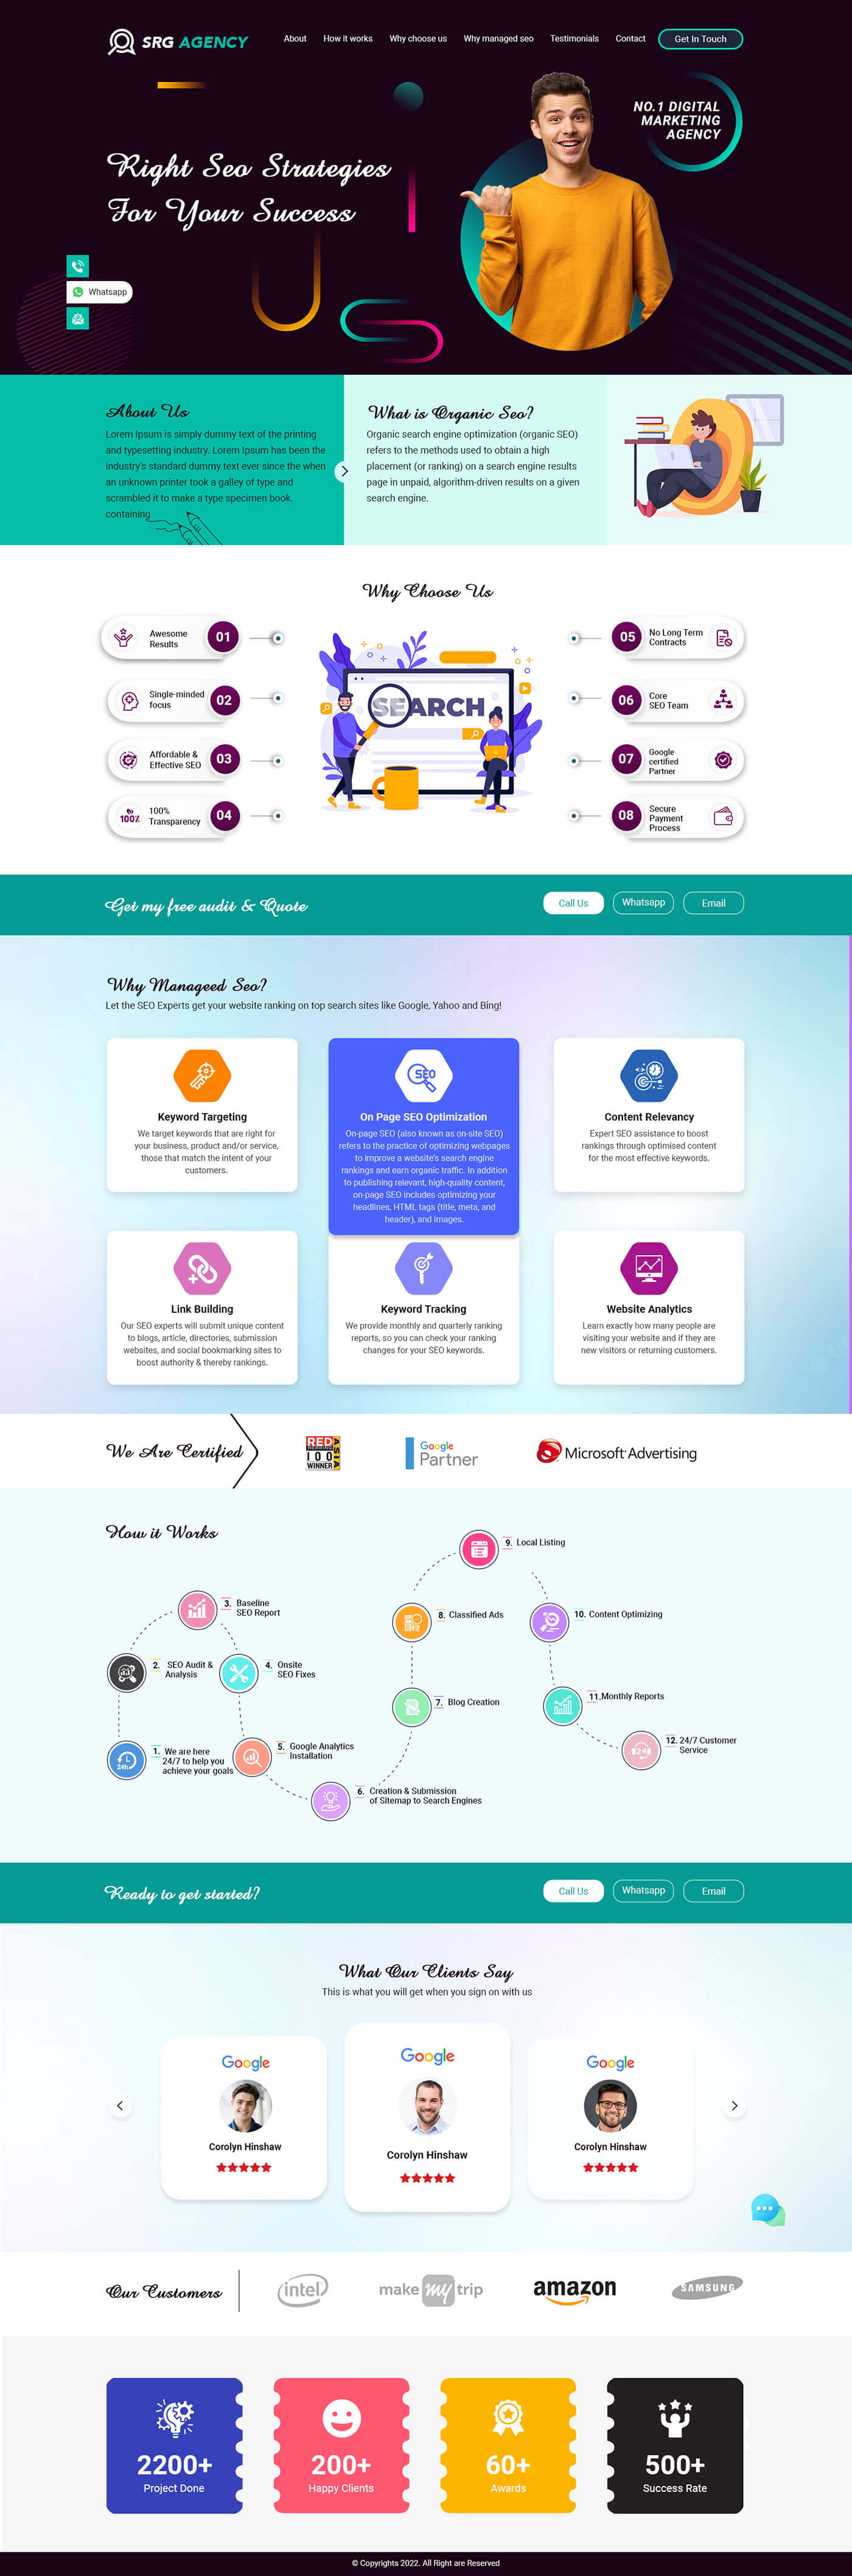 SRG AGENCY
About
How it works
Why choose us
Why managed seo
Testimonials
Contact
Get In Touch
NO.1 DIGITAL
MARKETING
AGENCY
Right Seo Strategies
For Your Success
Whatsapp
About Us
Lorem Ipsum is simply dummy text of the printing
and typesetting industry. Lorem Ipsum has been the
industry's standard dummy text ever since the when
an unknown printer took a galley of type and
scrambled it to make a type specimen book.
containing
What is Organic Seo?
Organic search engine optimization (organic SEO)
refers to the methods used to obtain a high
placement (or ranking) on a search engine results
page in unpaid, algorithm-driven results on a given
search engine.
Why Choose Us
Awesome
Results
01
Single-minded
focus
02
Affordable &
Effective SEO
03
100%
100%
Transparency
04
SEARCH
05
No Long Term
Contracts
06
Core
SEO Team
07
Google
certified
Partner
08
Secure
Payment
Process
Get my free audit & Quote
Call Us
Whatsapp
Email
Why Manageed Seo?
Let the SEO Experts get your website ranking on top search sites like Google, Yahoo and Bing!
Keyword Targeting
We target keywords that are right for
your business, product and/or service,
those that match the intent of your
customers.
SEO
On Page SEO Optimization
On-page SEO (also known as on-site SEO)
refers to the practice of optimizing webpages
to improve a website's search engine
rankings and earn organic traffic. In addition
to publishing relevant, high-quality content,
on-page SEO includes optimizing your
headlines, HTML tags (title, meta, and
header), and images.
Content Relevancy
Expert SEO assistance to boost
rankings through optimised content
for the most effective keywords.
Link Building
Our SEO experts will submit unique content
to blogs, article, directories, submission
websites, and social bookmarking sites to
boost authority & thereby rankings.
Keyword Tracking
We provide monthly and quarterly ranking
reports, so you can check your ranking
changes for your SEO keywords.
Website Analytics
Learn exactly how many people are
visiting your website and if they are
new visitors or returning customers.
We Are Certified
RED
100
WINNER
ASIA
Google
Partner
Microsoft Advertising
How it Works
9. Local Listing
3. Baseline
SEO Report
8. Classified Ads
10. Content Optimizing
2. SEO Audit &
Analysis
4. Onsite
SEO Fixes
7. Blog Creation
11. Monthly Reports
24h
1. We are here
24/7 to help you
achieve your goals
5. Google Analytics
Installation
24
12. 24/7 Customer
Service
6. Creation & Submission
of Sitemap to Search Engines
Ready to get started?
Call Us
Whatsapp
Email
What Our Clients Say
This is what you will get when you sign on with us
Google
Corolyn Hinshaw
Google
Corolyn Hinshaw
Google
Corolyn Hinshaw
Our Customers
intel
make my trip
amazon
SAMSUNG
2200+
Project Done
200+
Happy Clients
60+
Awards
500+
Success Rate
© Copyrights 2022. All Right are Reserved